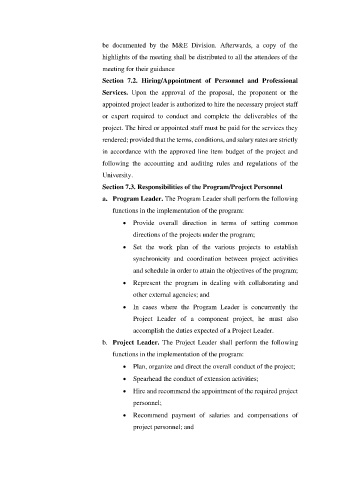 be documented by the M&E Division. Afterwards, a copy of the
highlights of the meeting shall be distributed to all the attendees of the
meeting for their guidance
Section 7.2. Hiring/Appointment of Personnel and Professional
Services. Upon the approval of the proposal, the proponent or the
appointed project leader is authorized to hire the necessary project staff
or expert required to conduct and complete the deliverables of the
project. The hired or appointed staff must be paid for the services they
rendered; provided that the terms, conditions, and salary rates are strictly
in accordance with the approved line item budget of the project and
following the accounting and auditing rules and regulations of the
University.
Section 7.3. Responsibilities of the Program/Project Personnel
a. Program Leader. The Program Leader shall perform the following
functions in the implementation of the program:
• Provide overall direction in terms of setting common
directions of the projects under the program;
• Set the work plan of the various projects to establish
synchronicity and coordination between project activities
and schedule in order to attain the objectives of the program;
• Represent the program in dealing with collaborating and
other external agencies; and
• In cases where the Program Leader is concurrently the
Project Leader of a component project, he must also
accomplish the duties expected of a Project Leader.
b. Project Leader. The Project Leader shall perform the following
functions in the implementation of the program:
• Plan, organize and direct the overall conduct of the project;
• Spearhead the conduct of extension activities;
• Hire and recommend the appointment of the required project
personnel;
• Recommend payment of salaries and compensations of
project personnel; and